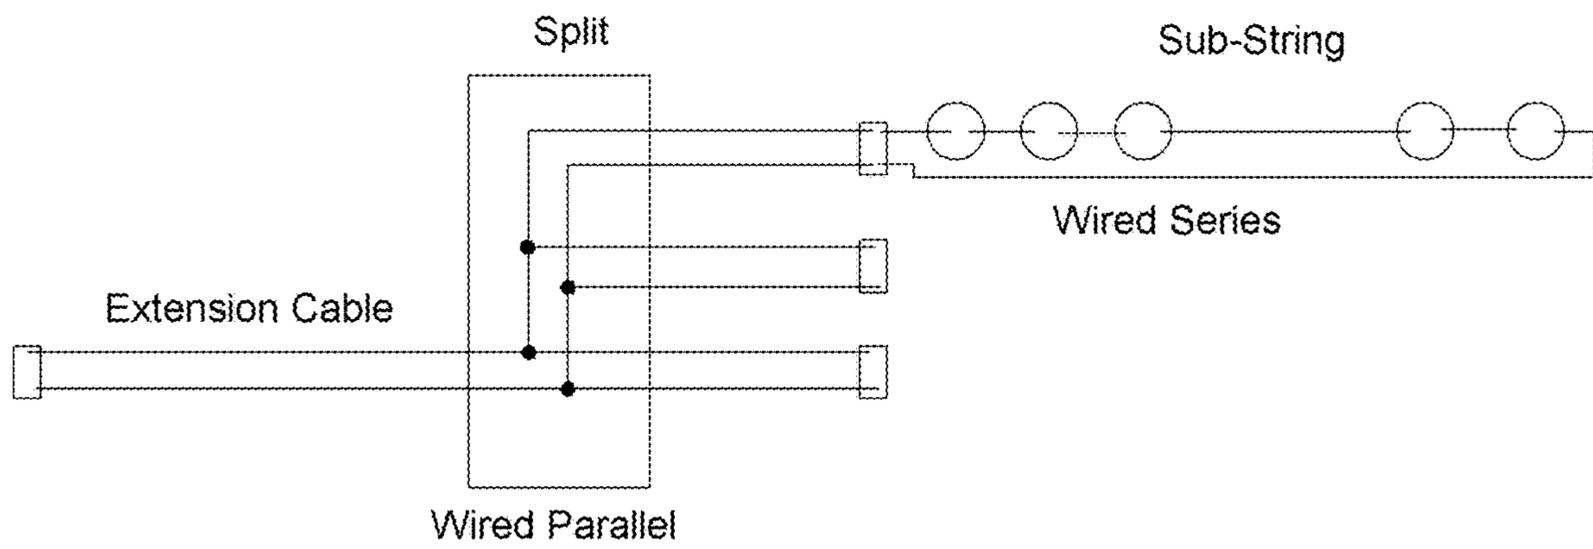 Split
Sub-String
Wired Series
Extension Cable
Wired Parallel